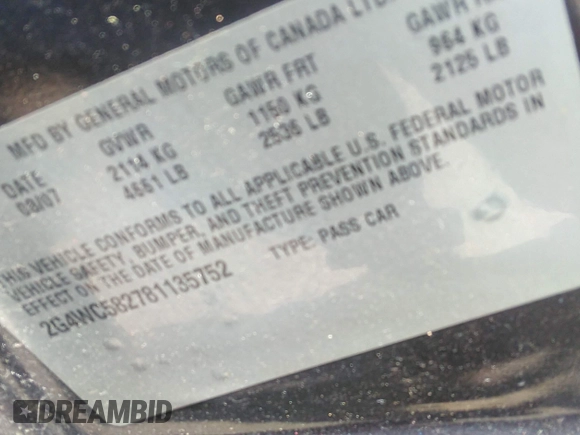 MFD BY GENERAL MOTORS OF CANADA LTD
DATE GVWR GAWR FRT GAWR
09/07 2114 KG 1150 KG 964 KG
4661 LB 2536 LB 2125 LB
THIS VEHICLE CONFORMS TO ALL APPLICABLE U.S. FEDERAL MOTOR
VEHICLE SAFETY, BUMPER, AND THEFT PREVENTION STANDARDS IN
EFFECT ON THE DATE OF MANUFACTURE SHOWN ABOVE.
2G4WC582781135752 TYPE: PASS CAR
DREAMBID